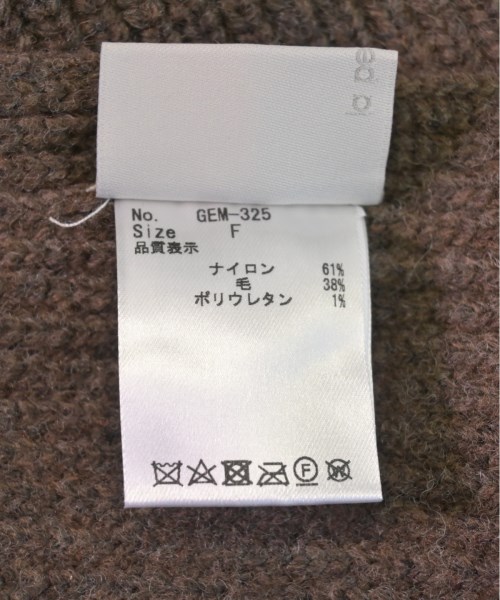 No. GEM-325
Size F
品質表示
ナイロン 61%
毛 38%
ポリウレタン 1%
F
W